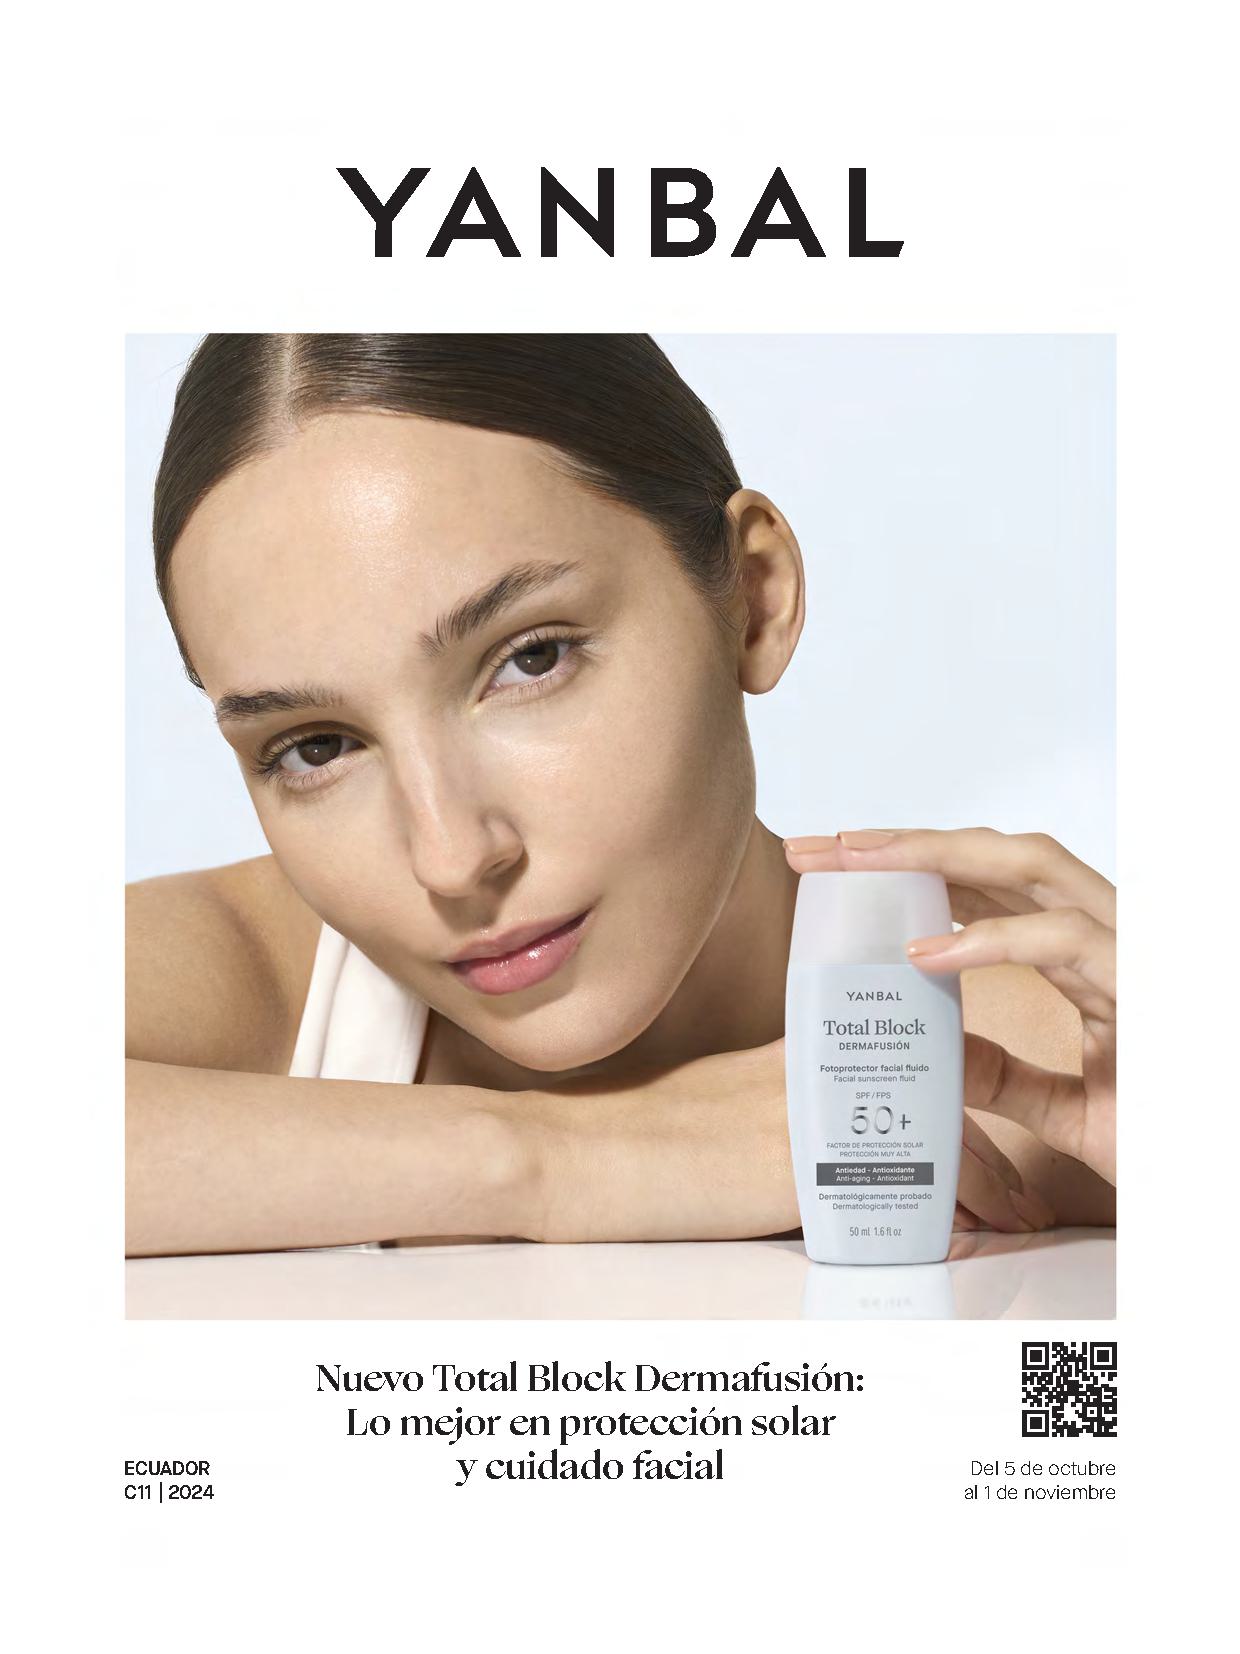 YANBAL
YANBAL
Total Block
DERMAFUSIÓN
Fotoprotector facial fluido
Facial sunscreen fluid
SPF/FPS
50+
FACTOR DE PROTECCIÓN SOLAR
PROTECCIÓN MUY ALTA
Antiedad - Antioxidante
Anti-aging - Antioxidant
Dermatológicamente probado
Dermatologically tested
50 ml 1.6 fl oz
Nuevo Total Block Dermafusión:
Lo mejor en protección solar
y cuidado facial
ECUADOR
C11 | 2024
Del 5 de octubre
al 1 de noviembre